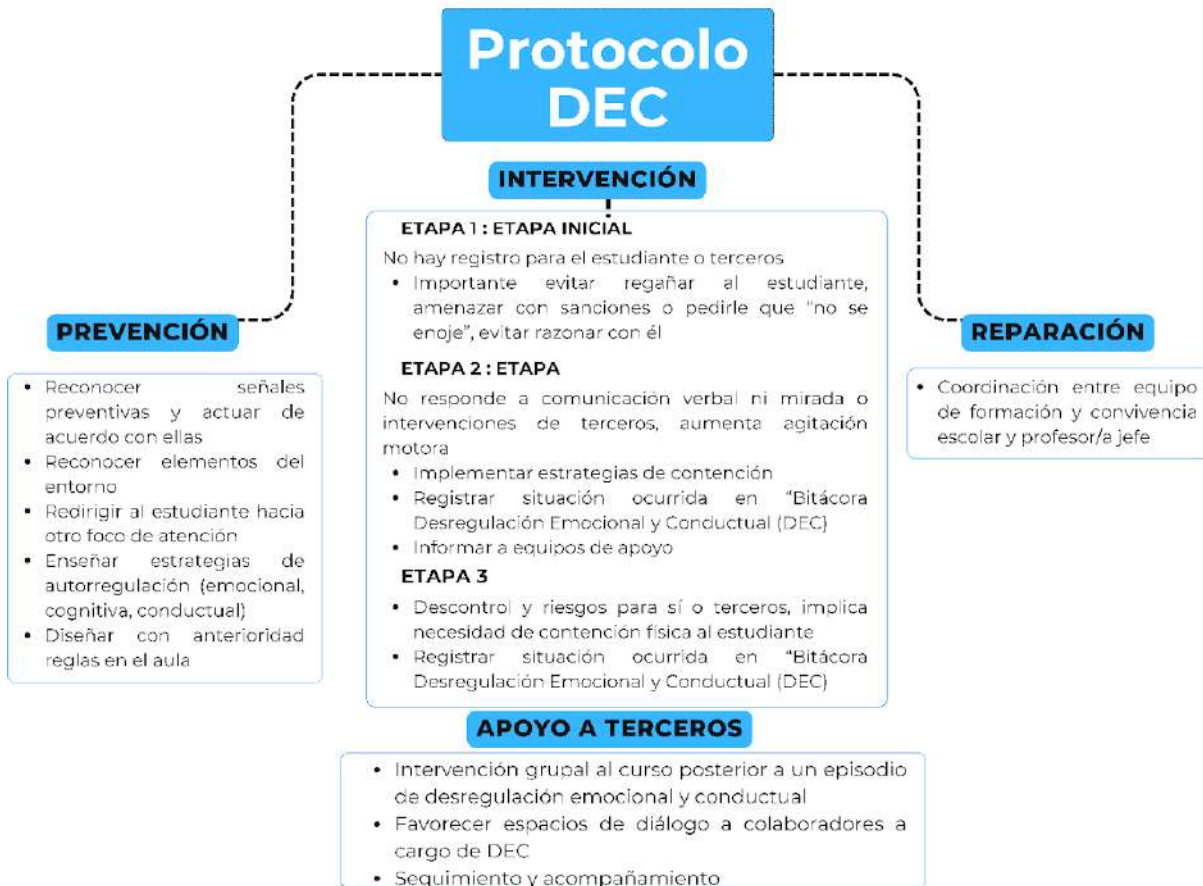 Protocolo
DEC
INTERVENCIÓN
ETAPA 1 : ETAPA INICIAL
No hay registro para el estudiante o terceros
• Importante evitar regañar al estudiante,
amenazar con sanciones o pedirle que "no se
enoje", evitar razonar con él
ETAPA 2 : ETAPA
No responde a comunicación verbal ni mirada o
intervenciones de terceros, aumenta agitación
motora
• Implementar estrategias de contención
• Registrar situación ocurrida en "Bitácora
Desregulación Emocional y Conductual (DEC)
• Informar a equipos de apoyo
ETAPA 3
• Descontrol y riesgos para sí o terceros, implica
necesidad de contención física al estudiante
• Registrar situación ocurrida en "Bitácora
Desregulación Emocional y Conductual (DEC)
PREVENCIÓN
• Reconocer señales
preventivas y actuar de
acuerdo con ellas
• Reconocer elementos del
entorno
• Redirigir al estudiante hacia
otro foco de atención
• Enseñar estrategias de
autorregulación (emocional,
cognitiva, conductual)
• Diseñar con anterioridad
reglas en el aula
REPARACIÓN
• Coordinación entre equipo
de formación y convivencia
escolar y profesor/a jefe
APOYO A TERCEROS
• Intervención grupal al curso posterior a un episodio
de desregulación emocional y conductual
• Favorecer espacios de diálogo a colaboradores a
cargo de DEC
• Seguimiento y acompañamiento